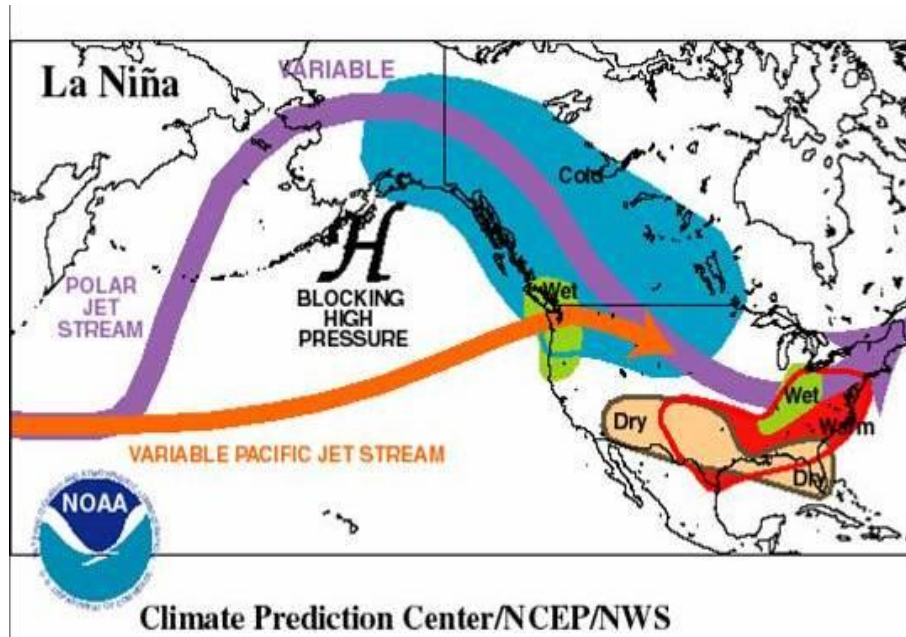 La Niña
VARIABLE
Cold
POLAR
JET
STREAM
H
BLOCKING
HIGH
PRESSURE
Wet
Wet
Dry
Warm
Dry
VARIABLE PACIFIC JET STREAM
NOAA
Climate Prediction Center/NCEP/NWS